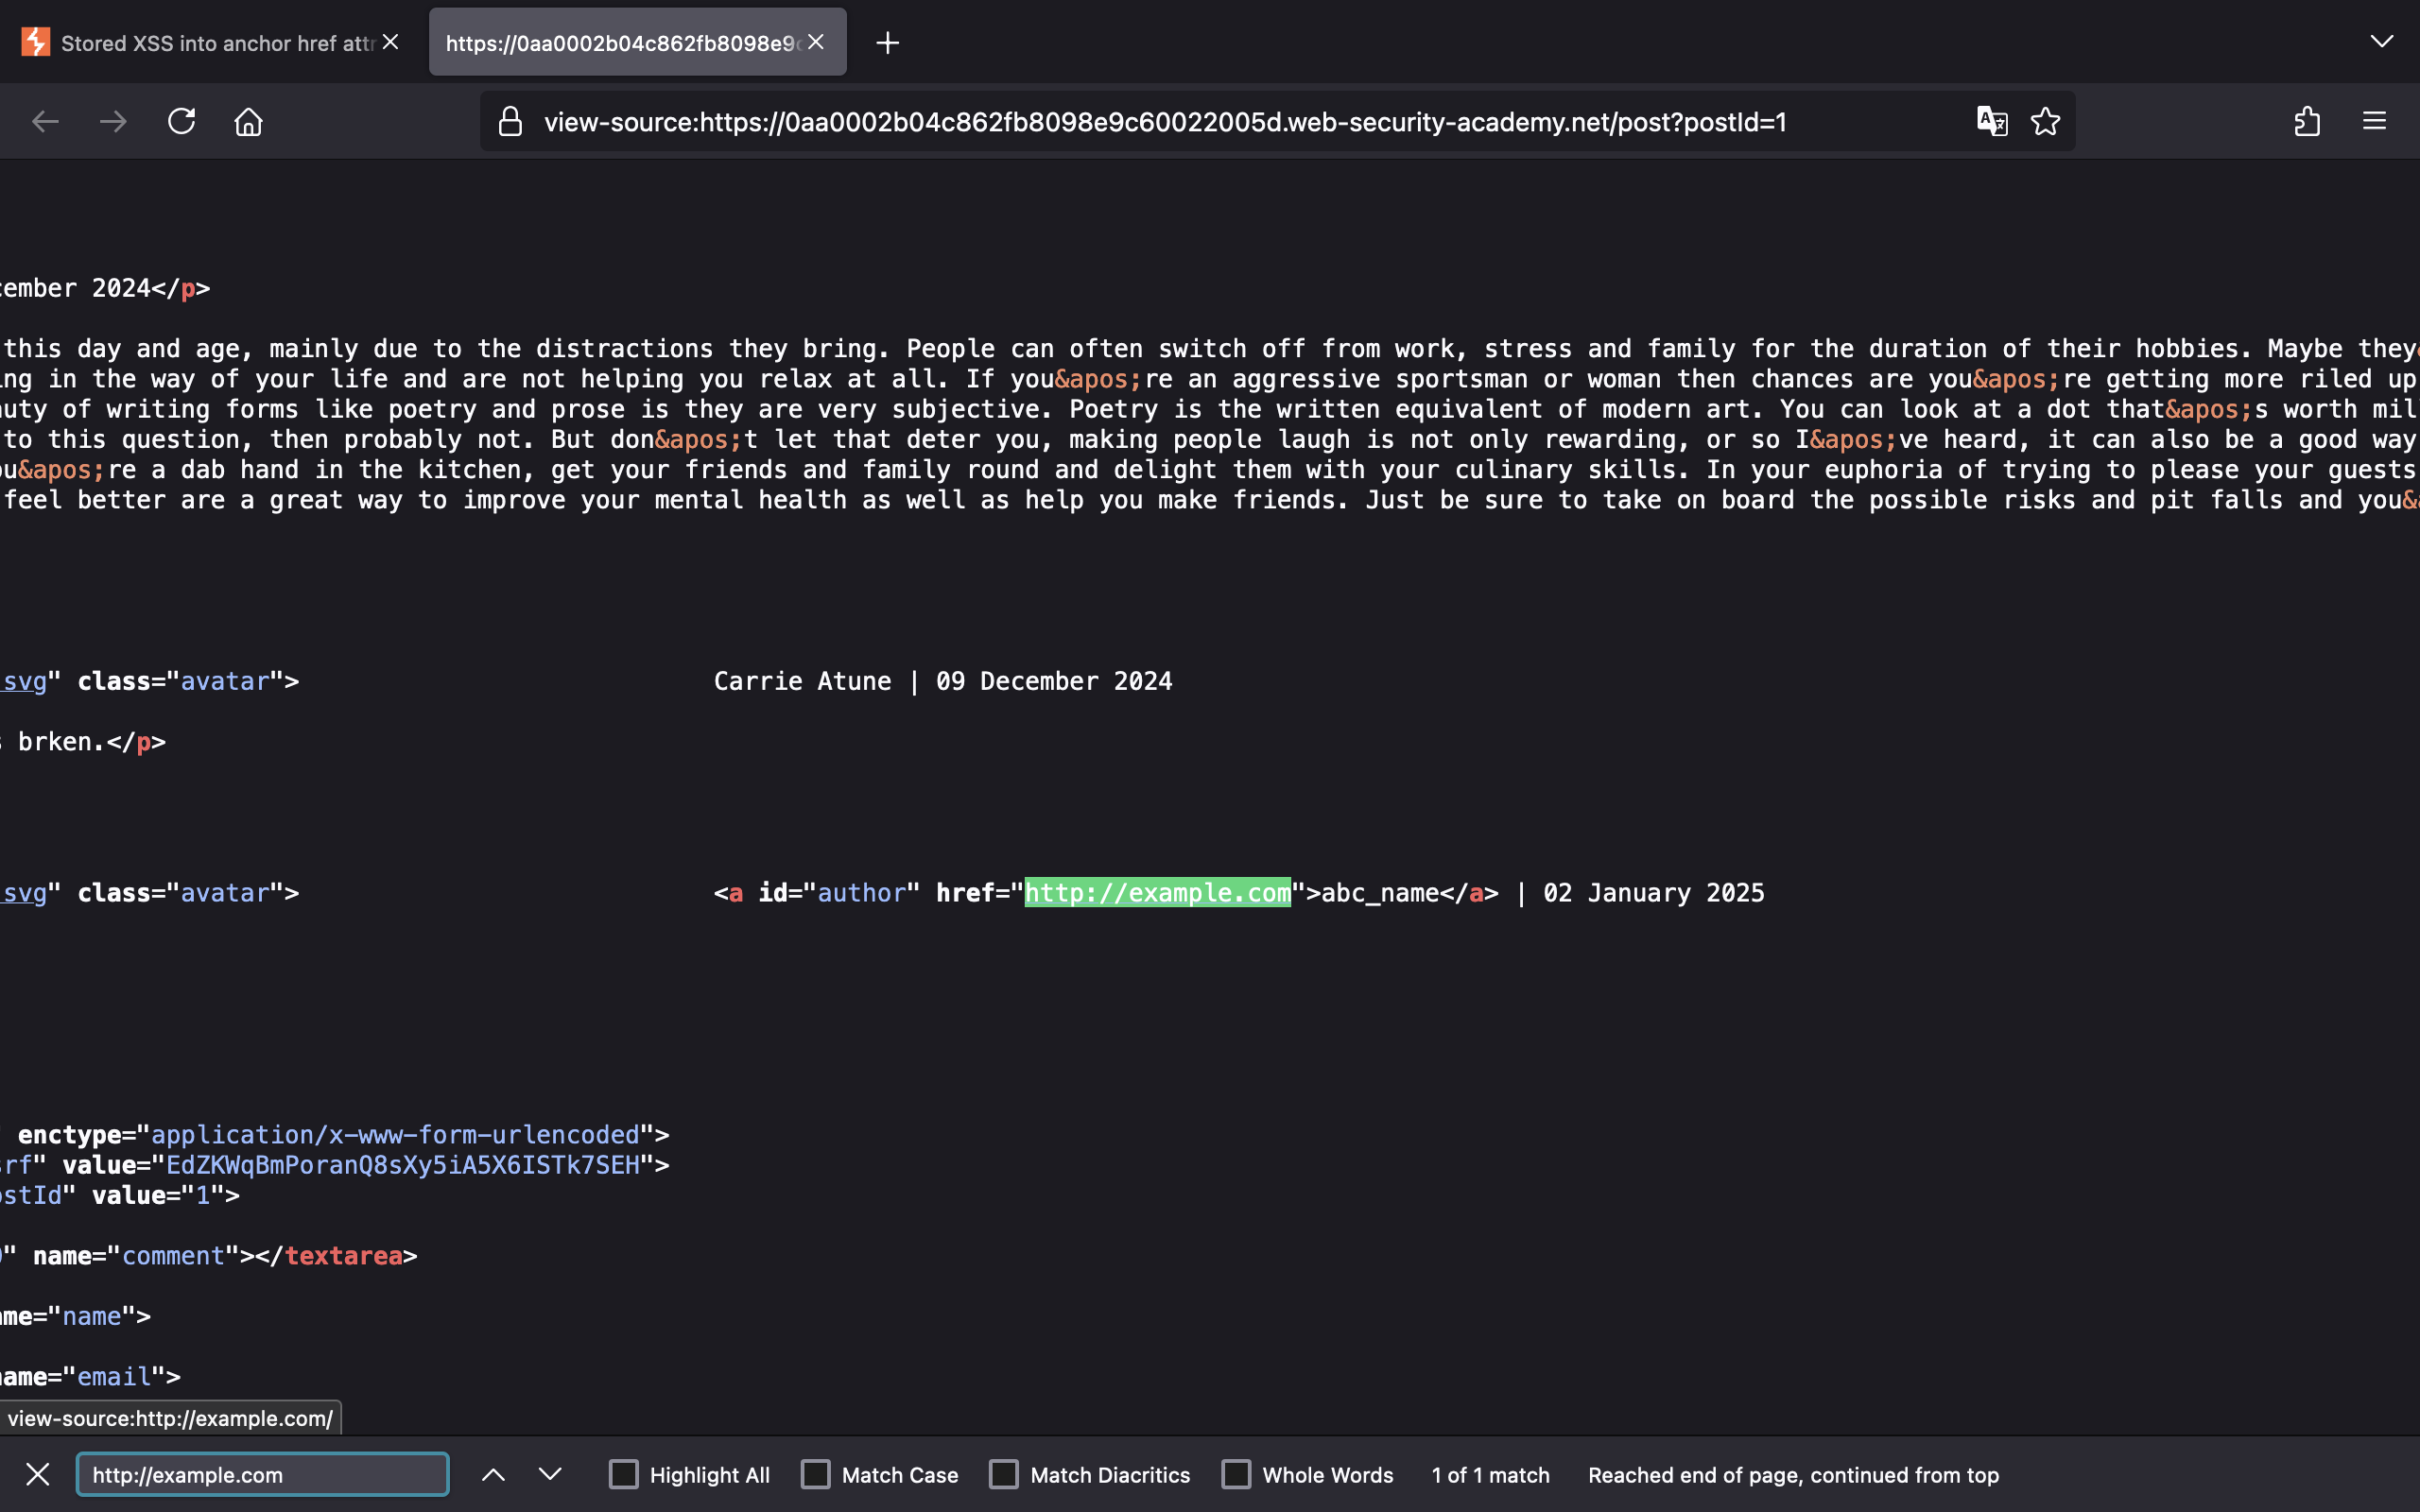 Stored XSS into anchor href attr
https://0aa0002b04c862fb8098e9c
view-source:https://0aa0002b04c862fb8098e9c60022005d.web-security-academy.net/post?postId=1
cember 2024</p>
this day and age, mainly due to the distractions they bring. People can often switch off from work, stress and family for the duration of their hobbies. Maybe they&
ing in the way of your life and are not helping you relax at all. If you&apos;re an aggressive sportsman or woman then chances are you&apos;re getting more riled up
auty of writing forms like poetry and prose is they are very subjective. Poetry is the written equivalent of modern art. You can look at a dot that&apos;s worth mil
to this question, then probably not. But don&apos;t let that deter you, making people laugh is not only rewarding, or so I&apos;ve heard, it can also be a good way
ou&apos;re a dab hand in the kitchen, get your friends and family round and delight them with your culinary skills. In your euphoria of trying to please your guests
feel better are a great way to improve your mental health as well as help you make friends. Just be sure to take on board the possible risks and pit falls and you&
svg" class="avatar"> Carrie Atune | 09 December 2024
s brken.</p>
svg" class="avatar"> <a id="author" href="http://example.com">abc_name</a> | 02 January 2025
enctype="application/x-www-form-urlencoded">
srf" value="EdZKWqBmPoranQ8sXy5iA5X6ISTk7SEH">
ostId" value="1">
" name="comment"></textarea>
ame="name">
name="email">
view-source:http://example.com/
http://example.com Highlight All Match Case Match Diacritics Whole Words 1 of 1 match Reached end of page, continued from top